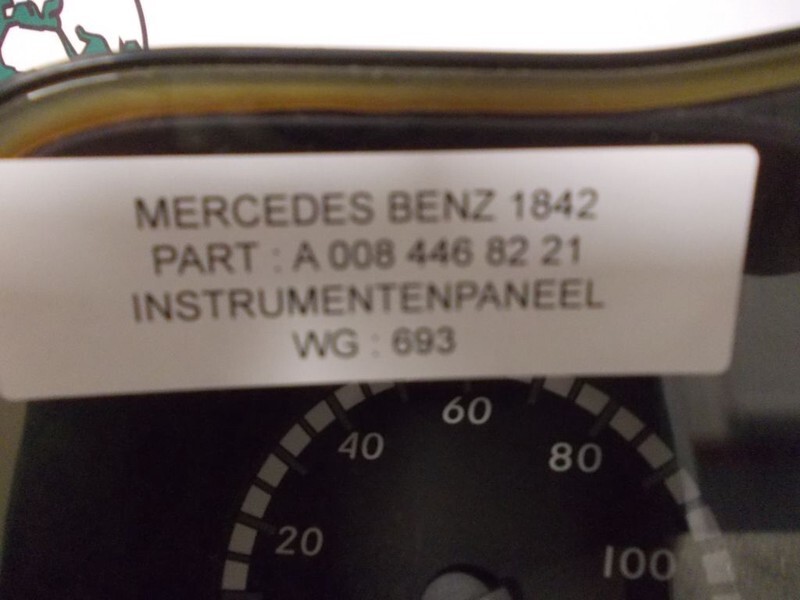 MERCEDES BENZ 1842
PART : A 008 446 82 21
INSTRUMENTENPANEEL
WG : 693
60
40
80
20
100